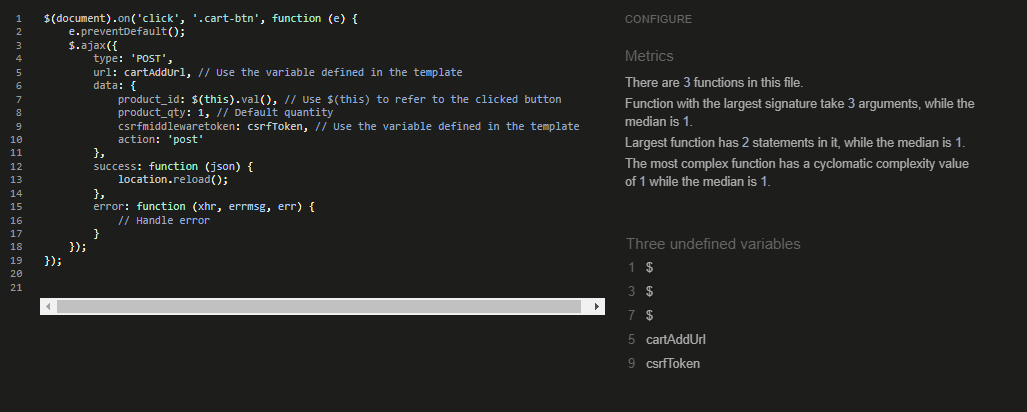 1 $(document).on('click', '.cart-btn', function (e) {
2 e.preventDefault();
3 $.ajax({
4 type: 'POST',
5 url: cartAddUrl, // Use the variable defined in the template
6 data: {
7 product_id: $(this).val(), // Use $(this) to refer to the clicked button
8 product_qty: 1, // Default quantity
9 csrfmiddlewaretoken: csrfToken, // Use the variable defined in the template
10 action: 'post'
11 },
12 success: function (json) {
13 location.reload();
14 },
15 error: function (xhr, errmsg, err) {
16 // Handle error
17 }
18 });
19 });
20
21
CONFIGURE
Metrics
There are 3 functions in this file.
Function with the largest signature take 3 arguments, while the
median is 1.
Largest function has 2 statements in it, while the median is 1.
The most complex function has a cyclomatic complexity value
of 1 while the median is 1.
Three undefined variables
1 $
3 $
7 $
5 cartAddUrl
9 csrfToken